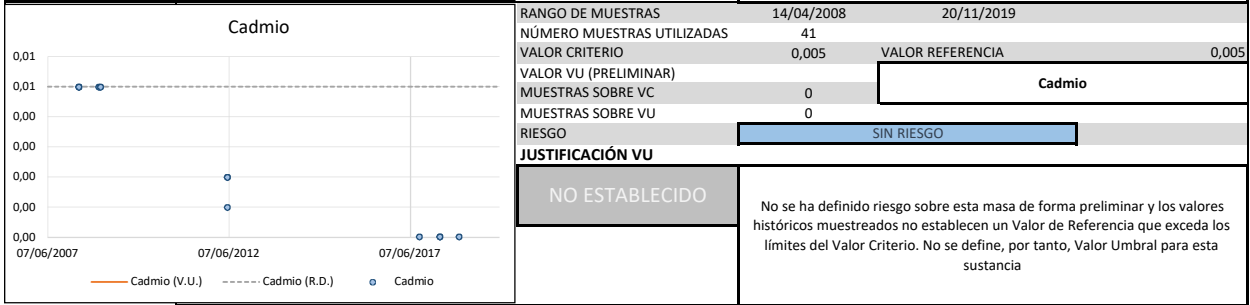 Cadmio
0,01
0,01
0,00
0,00
0,00
0,00
0,00
07/06/2007 07/06/2012 07/06/2017
Cadmio (V.U.) Cadmio (R.D.) Cadmio
RANGO DE MUESTRAS 14/04/2008 20/11/2019
NÚMERO MUESTRAS UTILIZADAS 41
VALOR CRITERIO 0,005 VALOR REFERENCIA 0,005
VALOR VU (PRELIMINAR)
Cadmio
MUESTRAS SOBRE VC 0
MUESTRAS SOBRE VU 0
RIESGO SIN RIESGO
JUSTIFICACIÓN VU
NO ESTABLECIDO
No se ha definido riesgo sobre esta masa de forma preliminar y los valores
históricos muestreados no establecen un Valor de Referencia que exceda los
límites del Valor Criterio. No se define, por tanto, Valor Umbral para esta
sustancia